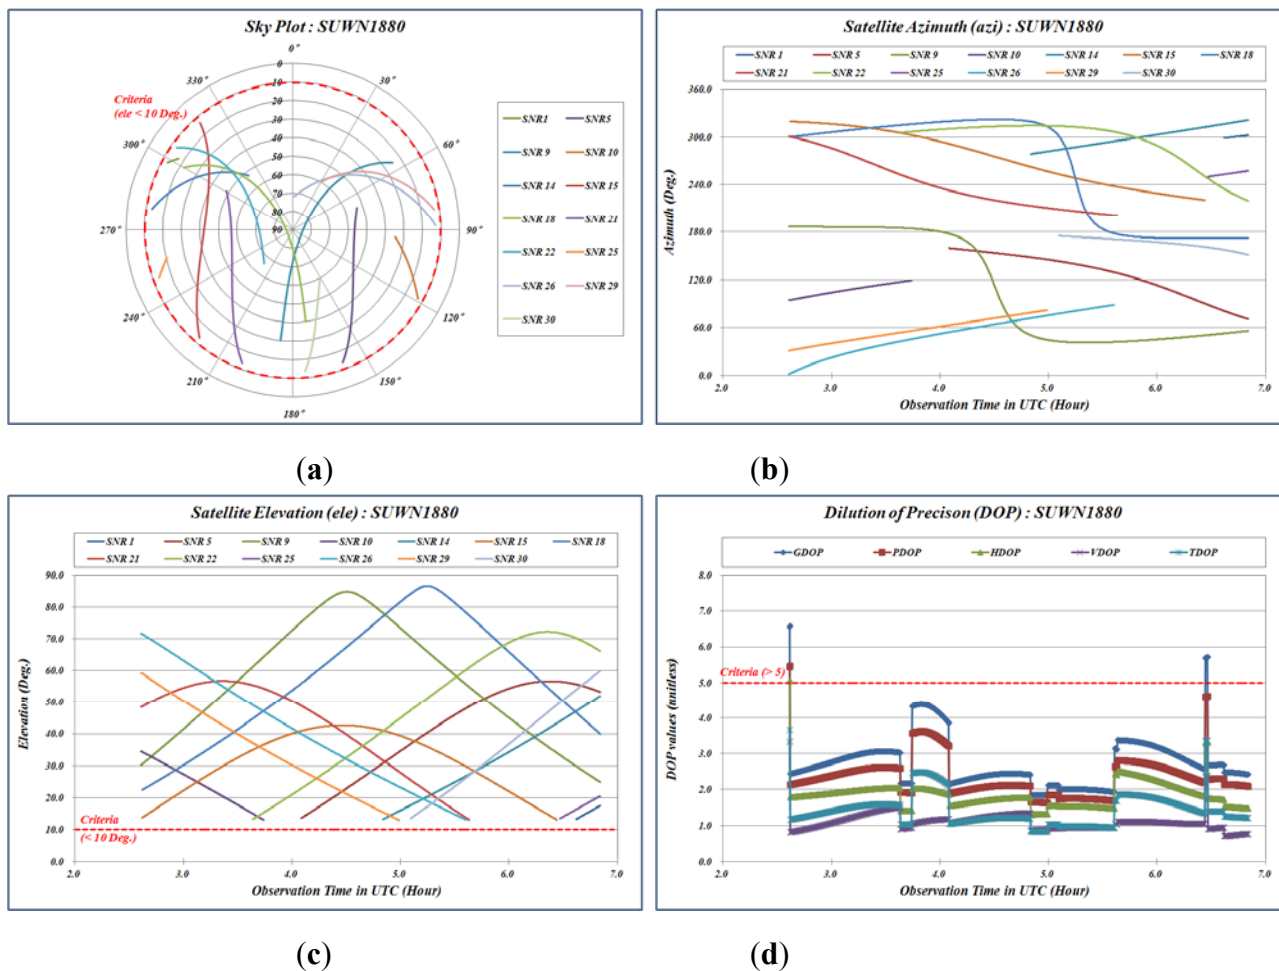 Sky Plot : SUWN1880
0°
30°
60°
90°
120°
150°
180°
210°
240°
270°
300°
330°
0
10
20
30
40
50
60
70
80
90
Criteria
(ele < 10 Deg.)
SNR1 SNR5
SNR 9 SNR 10
SNR 14 SNR 15
SNR 18 SNR 21
SNR 22 SNR 25
SNR 26 SNR 29
SNR 30
(a)
Satellite Azimuth (azi) : SUWN1880
SNR 1 SNR 5 SNR 9 SNR 10 SNR 14 SNR 15 SNR 18
SNR 21 SNR 22 SNR 25 SNR 26 SNR 29 SNR 30
Azimuth (Deg.)
360.0
300.0
240.0
180.0
120.0
60.0
0.0
2.0 3.0 4.0 5.0 6.0 7.0
Observation Time in UTC (Hour)
(b)
Satellite Elevation (ele) : SUWN1880
SNR 1 SNR 5 SNR 9 SNR 10 SNR 14 SNR 15 SNR 18
SNR 21 SNR 22 SNR 25 SNR 26 SNR 29 SNR 30
Elevation (Deg.)
90.0
80.0
70.0
60.0
50.0
40.0
30.0
20.0
10.0
0.0
Criteria
(< 10 Deg.)
2.0 3.0 4.0 5.0 6.0 7.0
Observation Time in UTC (Hour)
(c)
Dilution of Precison (DOP) : SUWN1880
GDOP PDOP HDOP VDOP TDOP
DOP values (unitless)
8.0
7.0
6.0
5.0
4.0
3.0
2.0
1.0
0.0
Criteria (> 5)
2.0 3.0 4.0 5.0 6.0 7.0
Observation Time in UTC (Hour)
(d)